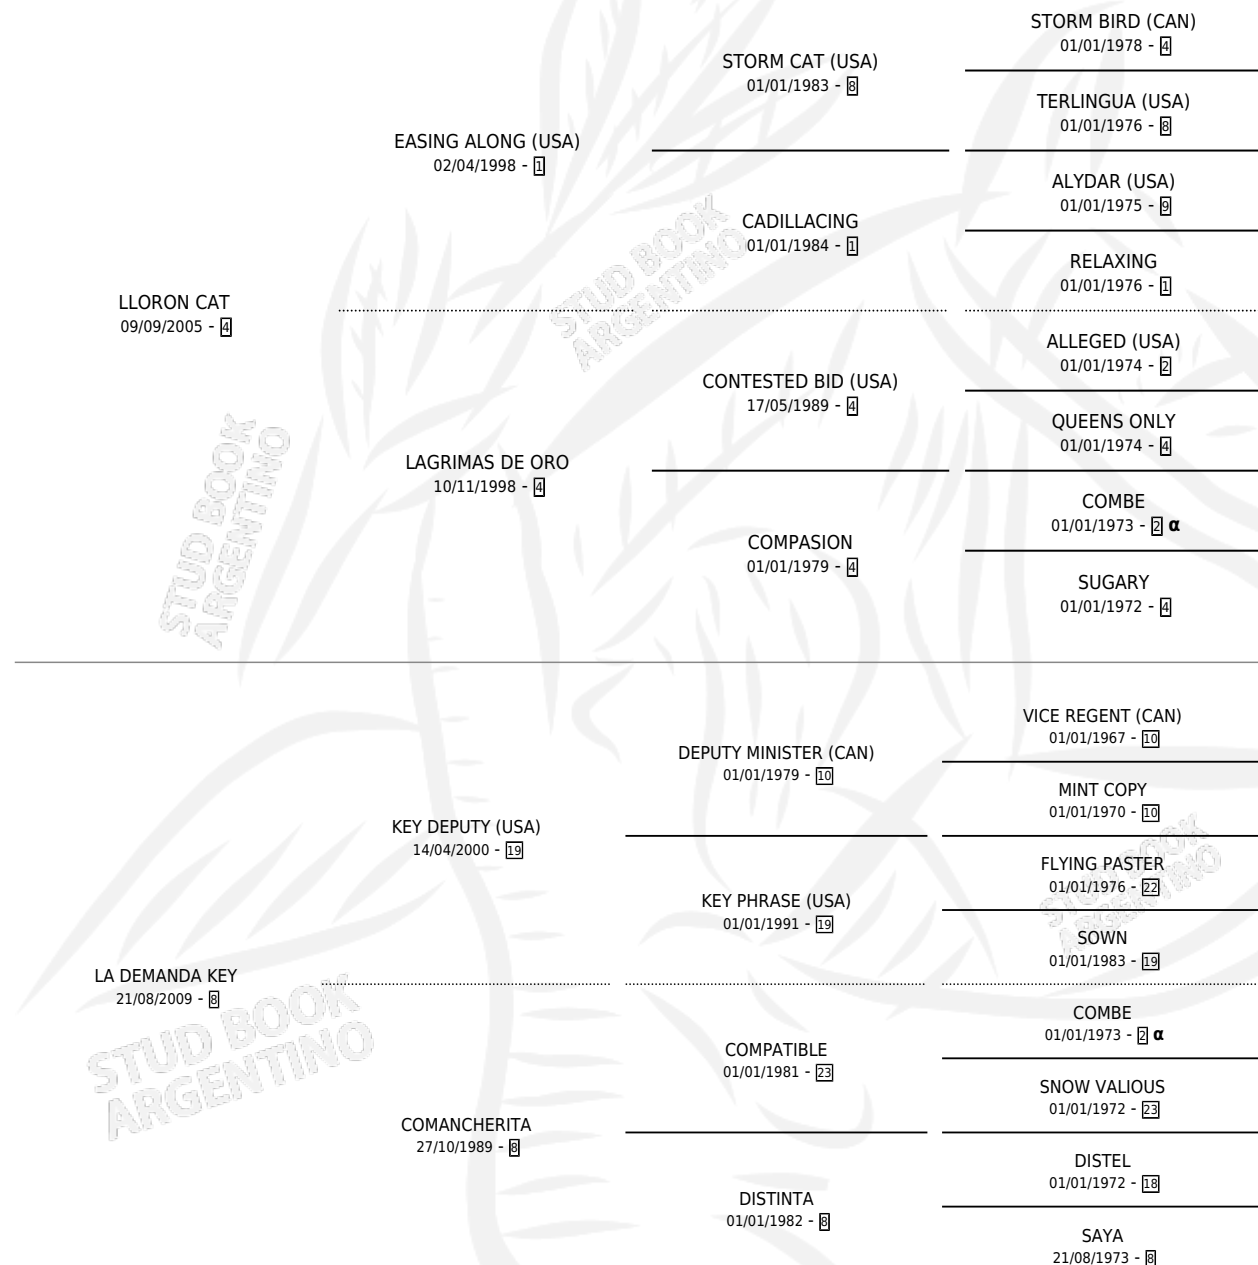 STORM BIRD (CAN)
01/01/1978 - 4
STORM CAT (USA)
01/01/1983 - 8
TERLINGUA (USA)
01/01/1976 - 8
EASING ALONG (USA)
02/04/1998 - 1
ALYDAR (USA)
01/01/1975 - 9
CADILLACING
01/01/1984 - 1
RELAXING
01/01/1976 - 1
LLORON CAT
09/09/2005 - 4
ALLEGED (USA)
01/01/1974 - 2
CONTESTED BID (USA)
17/05/1989 - 4
QUEENS ONLY
01/01/1974 - 4
LAGRIMAS DE ORO
10/11/1998 - 4
COMBE
01/01/1973 - 2 α
COMPASION
01/01/1979 - 4
SUGARY
01/01/1972 - 4
VICE REGENT (CAN)
01/01/1967 - 10
DEPUTY MINISTER (CAN)
01/01/1979 - 10
MINT COPY
01/01/1970 - 10
KEY DEPUTY (USA)
14/04/2000 - 19
FLYING PASTER
01/01/1976 - 22
KEY PHRASE (USA)
01/01/1991 - 19
SOWN
01/01/1983 - 19
LA DEMANDA KEY
21/08/2009 - 8
COMBE
01/01/1973 - 2 α
COMPATIBLE
01/01/1981 - 23
SNOW VALIOUS
01/01/1972 - 23
COMANCHERITA
27/10/1989 - 8
DISTEL
01/01/1972 - 18
DISTINTA
01/01/1982 - 8
SAYA
21/08/1973 - 8
STUD BOOK
ARGENTINO
STUD BOOK
ARGENTINO
STUD BOOK
ARGENTINO
STUD BOOK
ARGENTINO